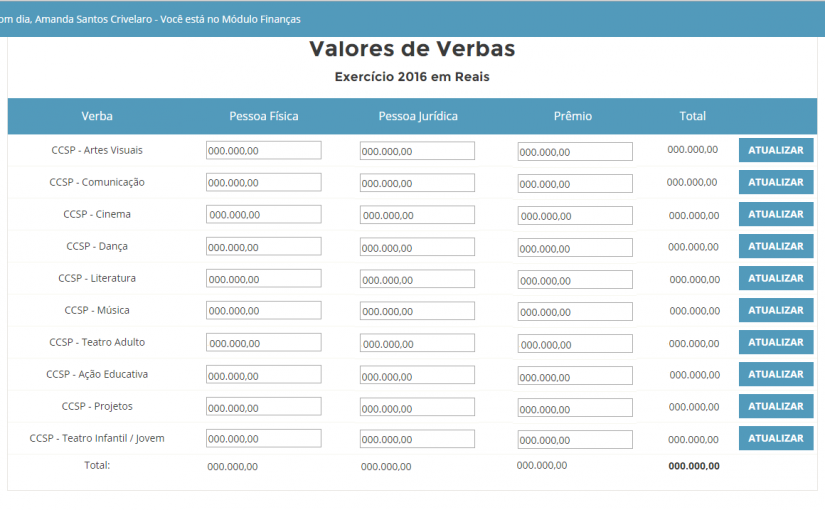 om dia, Amanda Santos Crivelaro - Você está no Módulo Finanças
Valores de Verbas
Exercício 2016 em Reais
Verba Pessoa Física Pessoa Jurídica Prêmio Total
CCSP - Artes Visuais 000.000,00 000.000,00 000.000,00 000.000,00 ATUALIZAR
CCSP - Comunicação 000.000,00 000.000,00 000.000,00 000.000,00 ATUALIZAR
CCSP - Cinema 000.000,00 000.000,00 000.000,00 000.000,00 ATUALIZAR
CCSP - Dança 000.000,00 000.000,00 000.000,00 000.000,00 ATUALIZAR
CCSP - Literatura 000.000,00 000.000,00 000.000,00 000.000,00 ATUALIZAR
CCSP - Música 000.000,00 000.000,00 000.000,00 000.000,00 ATUALIZAR
CCSP - Teatro Adulto 000.000,00 000.000,00 000.000,00 000.000,00 ATUALIZAR
CCSP - Ação Educativa 000.000,00 000.000,00 000.000,00 000.000,00 ATUALIZAR
CCSP - Projetos 000.000,00 000.000,00 000.000,00 000.000,00 ATUALIZAR
CCSP - Teatro Infantil / Jovem 000.000,00 000.000,00 000.000,00 000.000,00 ATUALIZAR
Total: 000.000,00 000.000,00 000.000,00 000.000,00